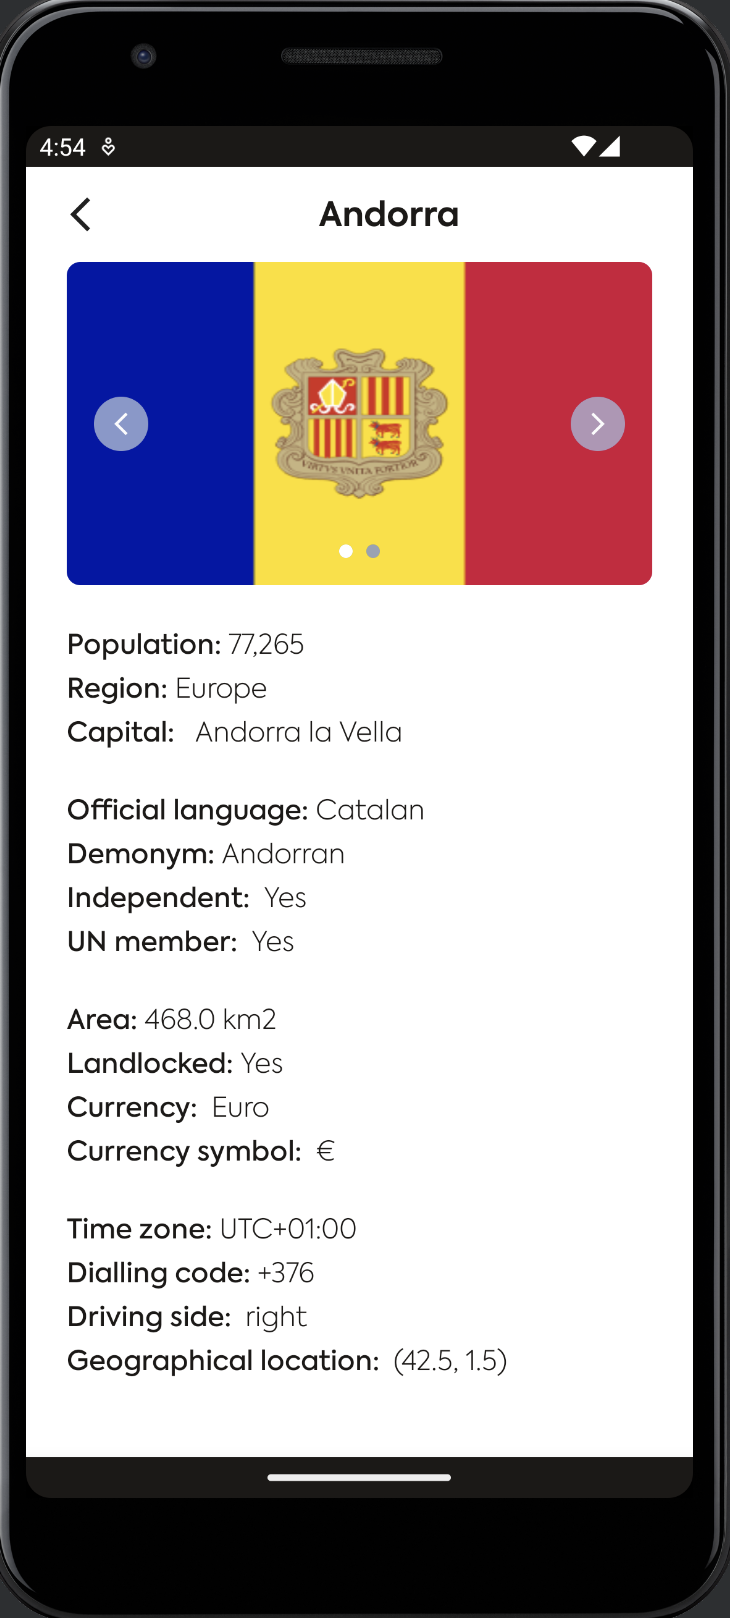 4:54
Andorra
VIRTVS UNITA FORTIOR
Population: 77,265
Region: Europe
Capital: Andorra la Vella
Official language: Catalan
Demonym: Andorran
Independent: Yes
UN member: Yes
Area: 468.0 km2
Landlocked: Yes
Currency: Euro
Currency symbol: €
Time zone: UTC+01:00
Dialling code: +376
Driving side: right
Geographical location: (42.5, 1.5)